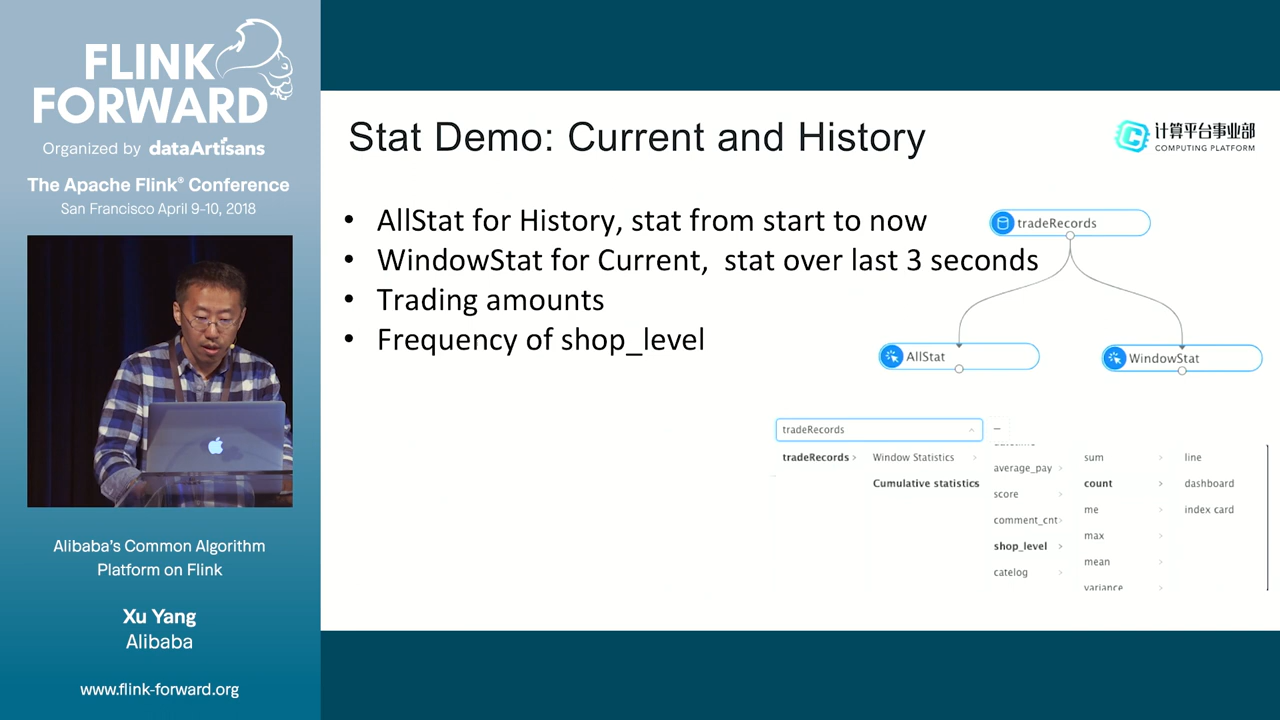 FLINK
FORWARD
Organized by dataArtisans
The Apache Flink® Conference
San Francisco April 9-10, 2018
Alibaba's Common Algorithm
Platform on Flink
Xu Yang
Alibaba
www.flink-forward.org
Stat Demo: Current and History
计算平台事业部
COMPUTING PLATFORM
• AllStat for History, stat from start to now
• WindowStat for Current, stat over last 3 seconds
• Trading amounts
• Frequency of shop_level
tradeRecords
AllStat
WindowStat
tradeRecords
tradeRecords >
Window Statistics >
Cumulative statistics
average_pay >
score >
comment_cnt>
shop_level >
catelog >
sum >
count >
me >
max >
mean >
variance >
line
dashboard
index card